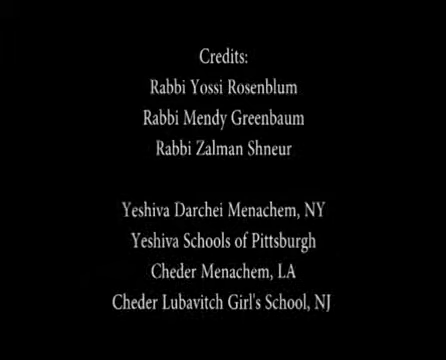 Credits:
Rabbi Yossi Rosenblum
Rabbi Mendy Greenbaum
Rabbi Zalman Shneur
Yeshiva Darchei Menachem, NY
Yeshiva Schools of Pittsburgh
Cheder Menachem, LA
Cheder Lubavitch Girl's School, NJ